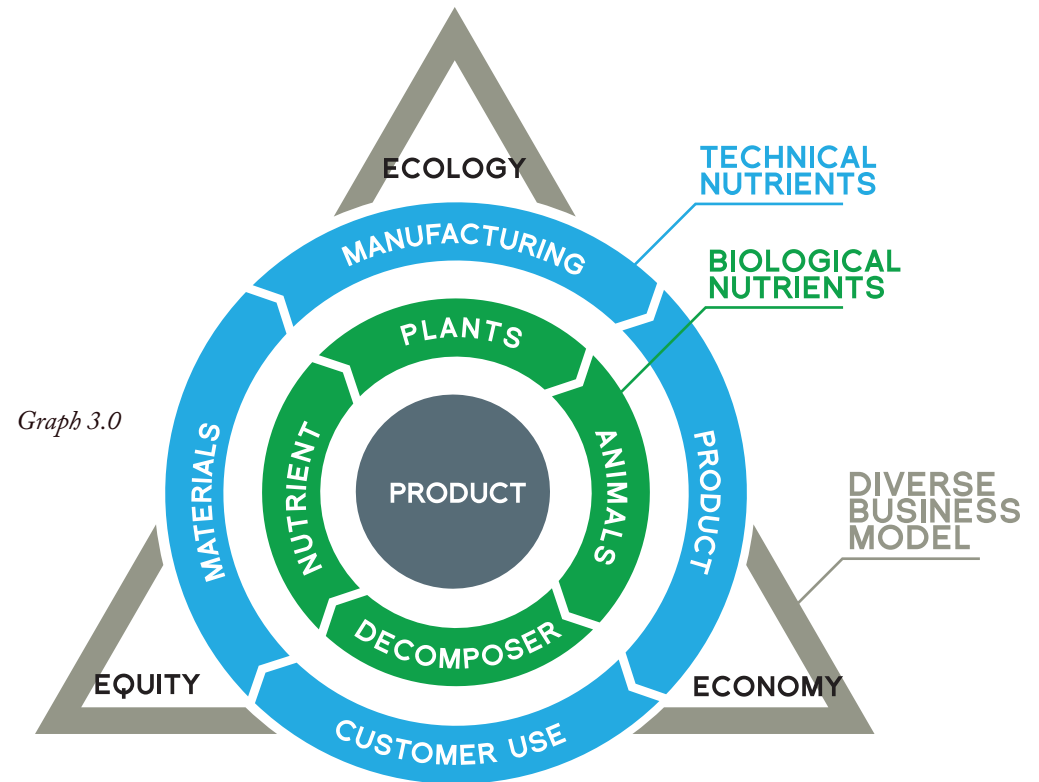 ECOLOGY
TECHNICAL
NUTRIENTS
MANUFACTURING
BIOLOGICAL
NUTRIENTS
PLANTS
Graph 3.0
MATERIALS
NUTRIENT
PRODUCT
ANIMALS
PRODUCT
DIVERSE
BUSINESS
MODEL
DECOMPOSER
EQUITY
ECONOMY
CUSTOMER USE